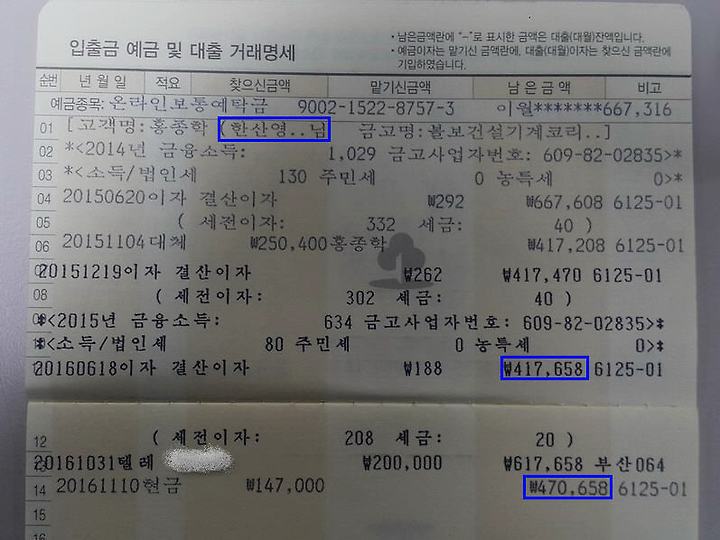 입출금 예금 및 대출 거래명세
• 남은금액란에 "-"로 표시한 금액은 대출(대월)잔액입니다.
• 예금이자는 맡기신 금액란에, 대출(대월)이자는 찾으신 금액란에
기입하였습니다.
순번 년 월 일 적요 찾으신금액 맡기신금액 남 은 금 액 비고
예금종목: 온라인보통예탁금 9002-1522-8757-3 이월*******667,316
01 [고객명: 홍종학 (한산영..님 금고명: 볼보건설기계코리..]
02 *<2014년 금융소득: 1,029 금고사업자번호: 609-82-02835>*
03 *<소득/법인세 130 주민세 0 농특세 0>*
04 20150620이자 결산이자 ₩292 ₩667,608 6125-01
05 ( 세전이자: 332 세금: 40 )
06 20151104대체 ₩250,400홍종학 ₩417,208 6125-01
20151219이자 결산이자 ₩262 ₩417,470 6125-01
08 ( 세전이자: 302 세금: 40 )
*<2015년 금융소득: 634 금고사업자번호: 609-82-02835>*
*<소득/법인세 80 주민세 0 농특세 0>*
20160618이자 결산이자 ₩188 ₩417,658 6125-01
12 ( 세전이자: 208 세금: 20 )
20161031텔레 ₩200,000 ₩617,658 부산064
14 20161110현금 ₩147,000 ₩470,658 6125-01
15
16